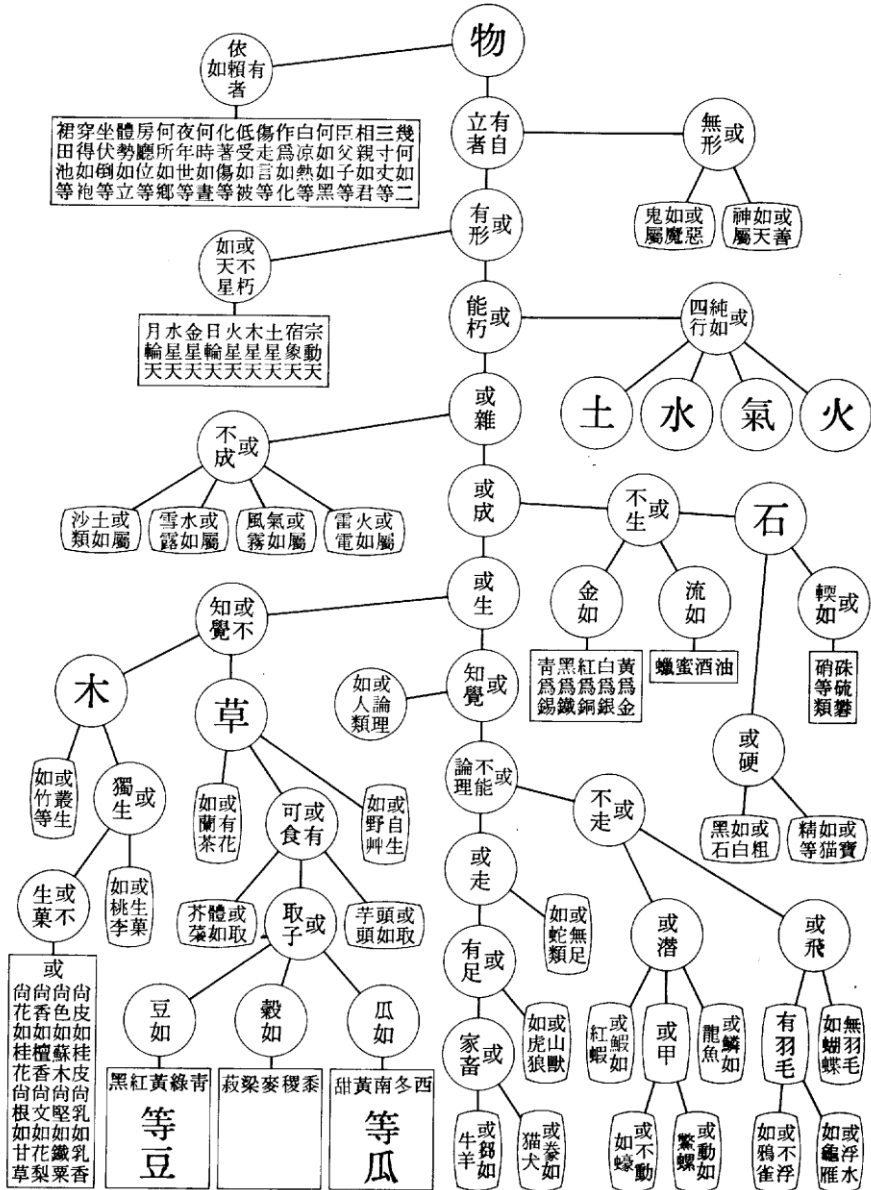 物
有自
立者
有
依賴
如者
或
無形
幾何如二
三寸丈等
相親如君
臣父子等
何如如黑
白凉熱等
作爲如化
傷走言等
低受如被
化著傷等
何時如晝
夜年世等
何所如鄉
房廳位等
體勢如立
坐伏倒等
穿得如袍
裙田池等
或善
如天
神屬
或惡
如魔
鬼屬
或
有形
或不朽
如天星
宗動天
宿象天
土星天
木星天
火星天
日輪天
金星天
水星天
月輪天
或
能朽
或
純如
四行
火
氣
水
土
或雜
或
不成
或屬
火如
雷電
或屬
氣如
風霧
或屬
水如
雪露
或屬
土如
沙類
或成
或
不生
石
流如
金如
油酒蜜蠟
黃爲金
白爲銀
紅爲銅
黑爲鐵
青爲錫
或
輭如
硃硫礬
硝等類
或硬
或寶
如猫
精等
或粗
如白
黑石
或生
或不
知覺
木
草
或叢生
如竹等
或
獨生
或生菓
如桃李
或不
生菓
或
尙皮如桂皮尙乳如乳香
尙色如蘇木尙堅如鐵栗
尙香如檀香尙文如花梨
尙花如桂花尙根如甘草
或自生
如野艸
或有
可食
或有花
如蘭茶
或取
頭如
芋頭
或
取子
或取
體如
芥蔆
瓜如
穀如
豆如
西冬南黃甜
等瓜
黍稷麥梁菽
青綠黃紅黑
等豆
或
知覺
或論理
如人類
或
不能
論理
或走
或無足
如蛇類
或
有足
或山獸
如虎狼
或
家畜
或豢如
猫犬
或芻如
牛羊
或
不走
或飛
無羽毛
如蝴蝶
有羽毛
或浮水
如龜雁
或不浮
如鴉雀
或潛
或鱗如
龍魚
或甲
或鰕如
紅蝦
或動如
鱉螺
或不動
如蠔